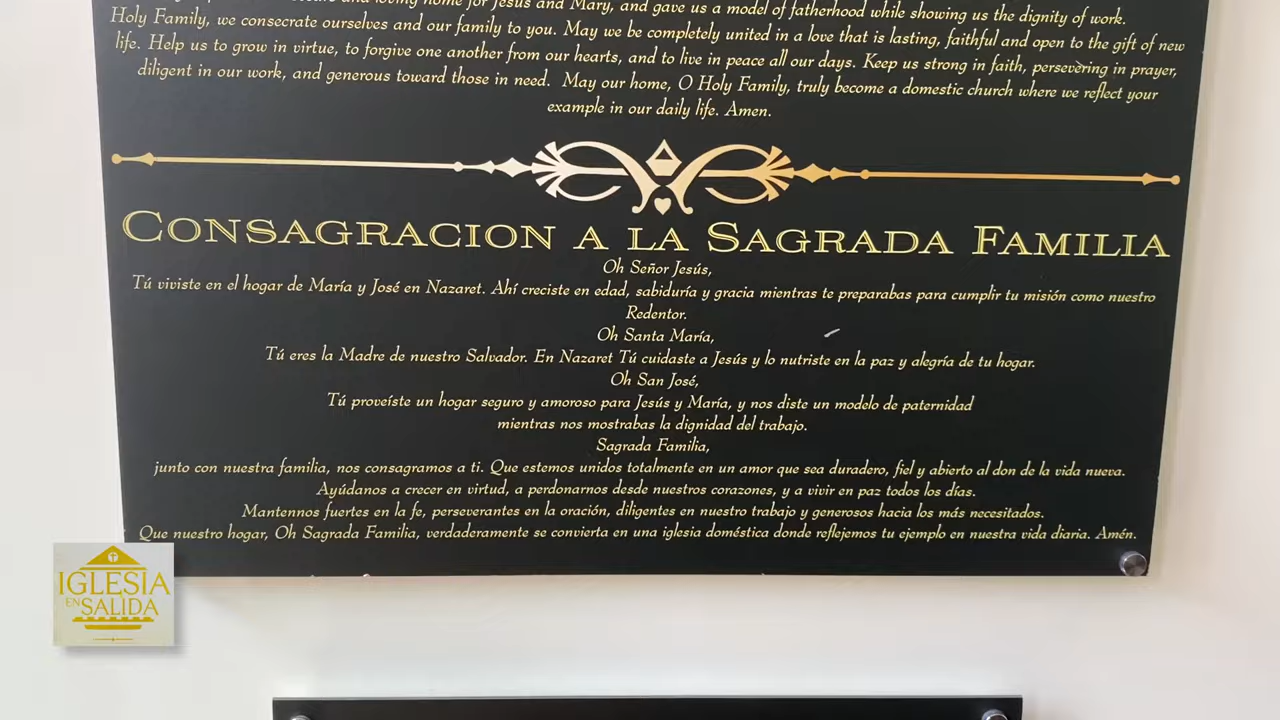 and loving home for Jesus and Mary, and gave us a model of fatherhood while showing us the dignity of work.
Holy Family, we consecrate ourselves and our family to you. May we be completely united in a love that is lasting, faithful and open to the gift of new
life. Help us to grow in virtue, to forgive one another from our hearts, and to live in peace all our days. Keep us strong in faith, persevering in prayer,
diligent in our work, and generous toward those in need. May our home, O Holy Family, truly become a domestic church where we reflect your
example in our daily life. Amen.
CONSAGRACION A LA SAGRADA FAMILIA
Oh Señor Jesús,
Tú viviste en el hogar de María y José en Nazaret. Ahí creciste en edad, sabiduría y gracia mientras te preparabas para cumplir tu misión como nuestro
Redentor.
Oh Santa María,
Tú eres la Madre de nuestro Salvador. En Nazaret Tú cuidaste a Jesús y lo nutriste en la paz y alegría de tu hogar.
Oh San José,
Tú proveíste un hogar seguro y amoroso para Jesús y María, y nos diste un modelo de paternidad
mientras nos mostrabas la dignidad del trabajo.
Sagrada Familia,
junto con nuestra familia, nos consagramos a ti. Que estemos unidos totalmente en un amor que sea duradero, fiel y abierto al don de la vida nueva.
Ayúdanos a crecer en virtud, a perdonarnos desde nuestros corazones, y a vivir en paz todos los días.
Mantennos fuertes en la fe, perseverantes en la oración, diligentes en nuestro trabajo y generosos hacia los más necesitados.
Que nuestro hogar, Oh Sagrada Familia, verdaderamente se convierta en una iglesia doméstica donde reflejemos tu ejemplo en nuestra vida diaria. Amén.
IGLESIA
EN SALIDA